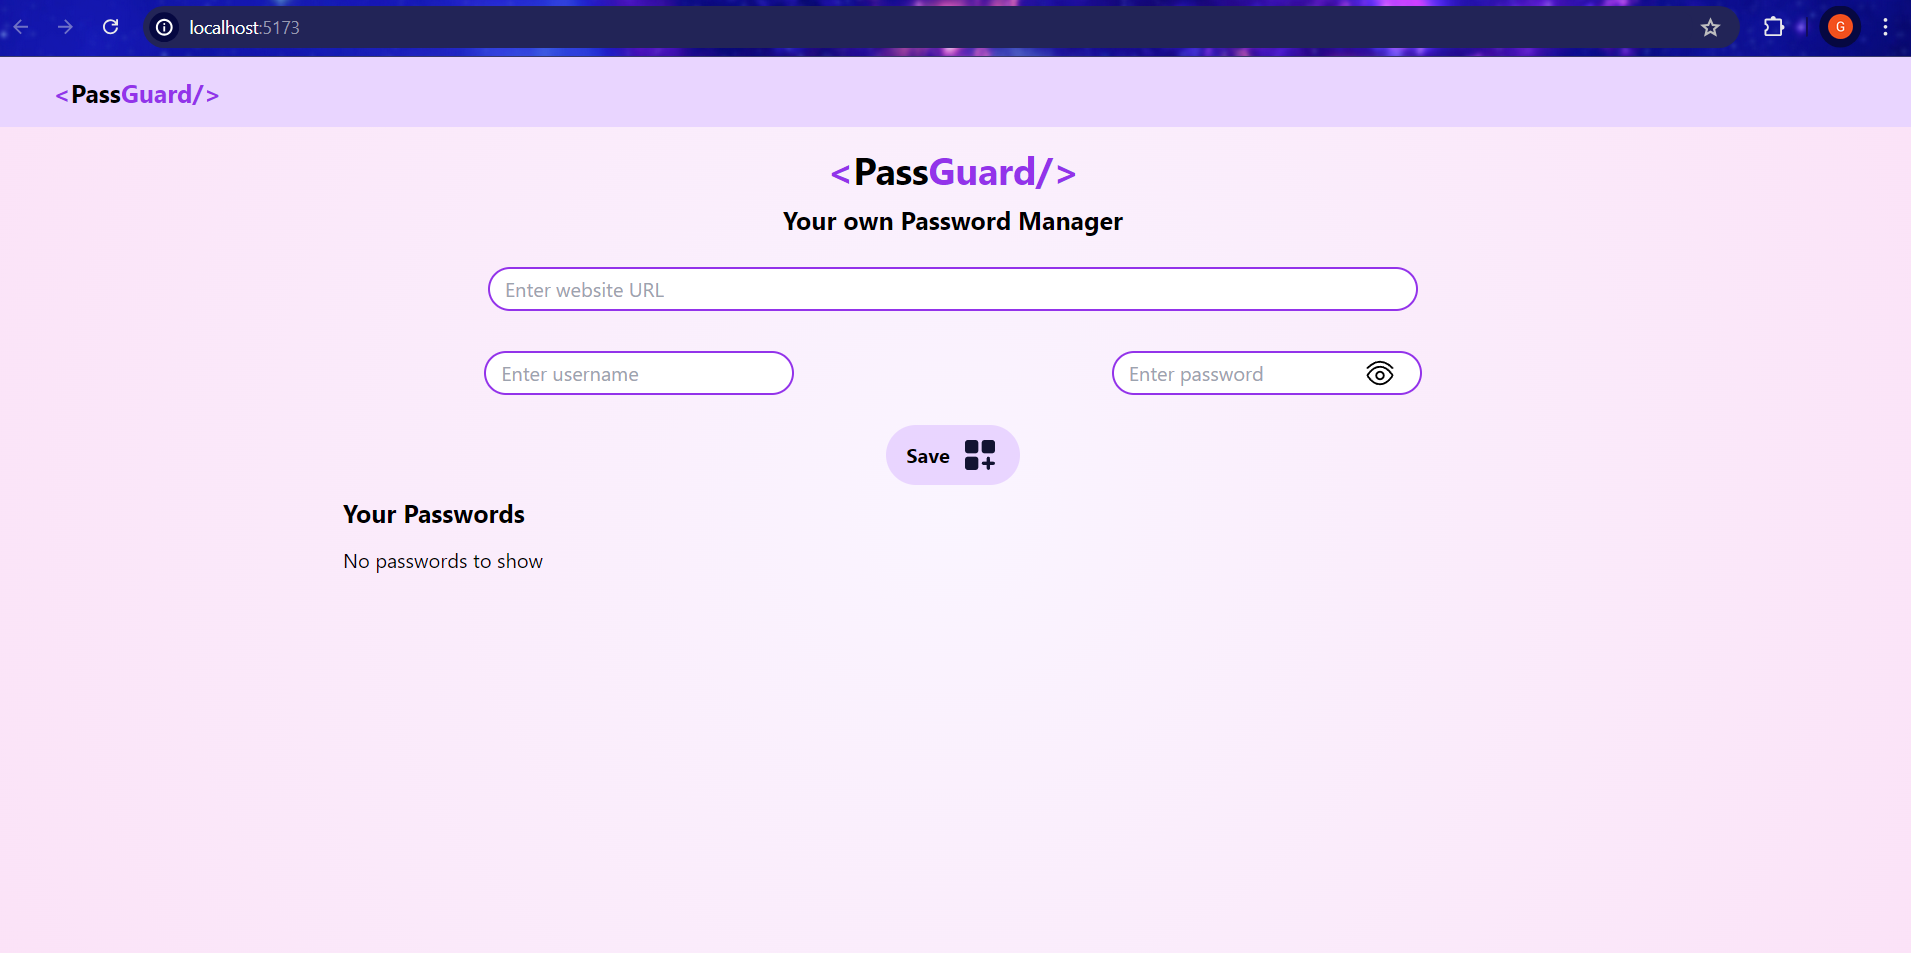 localhost:5173
G
<PassGuard/>
<PassGuard/>
Your own Password Manager
Enter website URL
Enter username
Enter password
Save
Your Passwords
No passwords to show